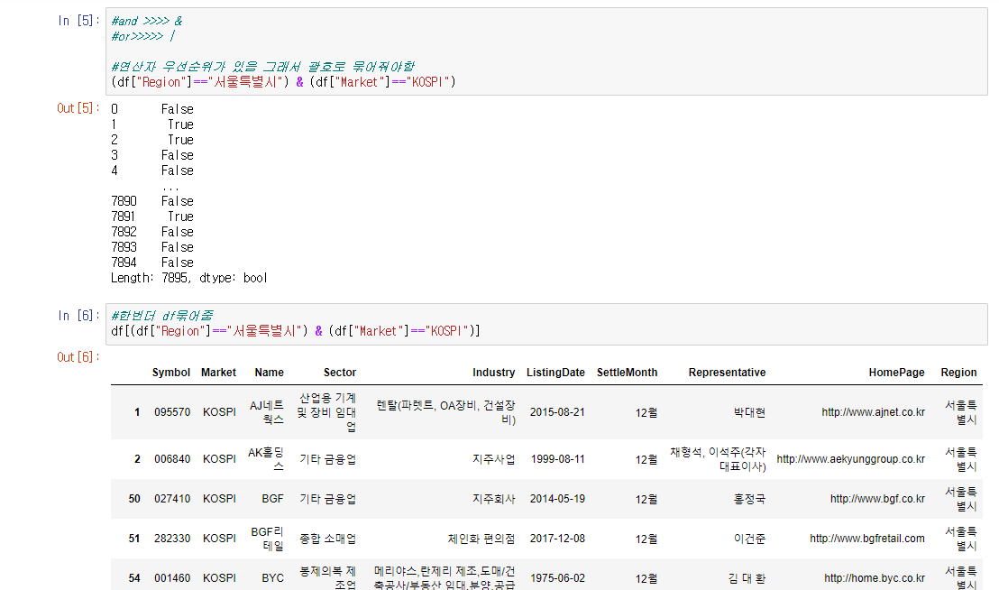 In [5]:
#and >>>> &
#or>>>>> |
#연산자 우선순위가 있음 그래서 괄호로 묶어줘야함
(df["Region"]=="서울특별시") & (df["Market"]=="KOSPI")
Out[5]:
0 False
1 True
2 True
3 False
4 False
...
7890 False
7891 True
7892 False
7893 False
7894 False
Length: 7895, dtype: bool
In [6]:
#한번더 df묶어줌
df[(df["Region"]=="서울특별시") & (df["Market"]=="KOSPI")]
Out[6]:
Symbol Market Name Sector Industry ListingDate SettleMonth Representative HomePage Region
1 095570 KOSPI AJ네트웍스 산업용 기계 및 장비 임대업 렌탈(파렛트, OA장비, 건설장비) 2015-08-21 12월 박대현 http://www.ajnet.co.kr 서울특별시
2 006840 KOSPI AK홀딩스 기타 금융업 지주사업 1999-08-11 12월 채형석, 이석주(각자 대표이사) http://www.aekyunggroup.co.kr 서울특별시
50 027410 KOSPI BGF 기타 금융업 지주회사 2014-05-19 12월 홍정국 http://www.bgf.co.kr 서울특별시
51 282330 KOSPI BGF리테일 종합 소매업 체인화 편의점 2017-12-08 12월 이건준 http://www.bgfretail.com 서울특별시
54 001460 KOSPI BYC 봉제의복 제조업 메리야스,란제리 제조,도매/건축공사/부동산 임대,분양,공급 1975-06-02 12월 김 대 환 http://home.byc.co.kr 서울특별시